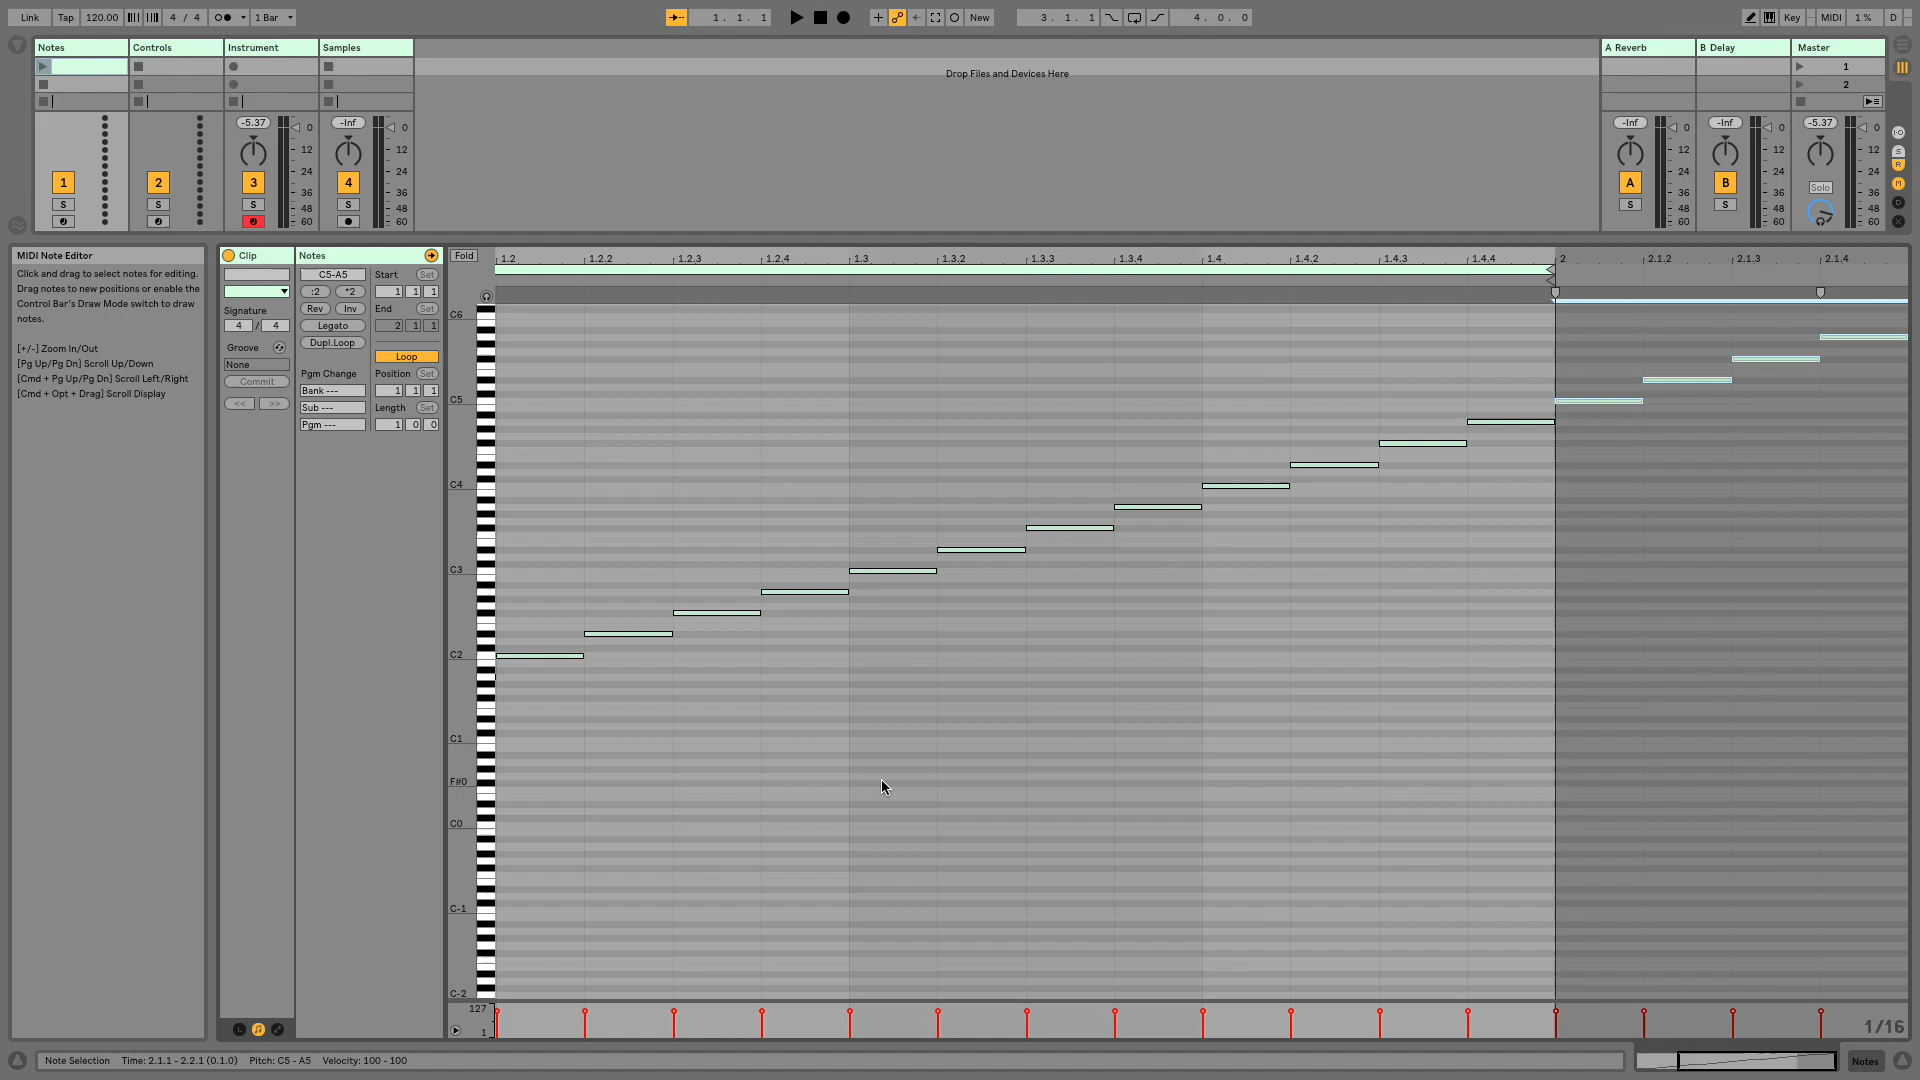 Link Tap 120.00 4 / 4 1 Bar 1. 1. 1 New 3. 1. 1 4. 0. 0 Key MIDI 1 % D
Notes Controls Instrument Samples A Reverb B Delay Master
Drop Files and Devices Here
1
2
-5.37 -Inf -Inf -Inf -5.37
0 0 0 0 0
12 12 12 12 12
24 24 24 24 24
1 2 3 4 A B Solo
36 36 36 36 36
S S S S S S
48 48 48 48 48
60 60 60 60 60
MIDI Note Editor
Click and drag to select notes for editing.
Drag notes to new positions or enable the
Control Bar's Draw Mode switch to draw
notes.
[+/-] Zoom In/Out
[Pg Up/Pg Dn] Scroll Up/Down
[Cmd + Pg Up/Pg Dn] Scroll Left/Right
[Cmd + Opt + Drag] Scroll Display
Clip
Signature
4 / 4
Groove
None
Commit
<< >>
Notes
C5-A5 Start Set
:2 *2 1 1 1
Rev Inv End
Legato 2 1 1
Dupl.Loop
Loop
Pgm Change Position Set
Bank --- 1 1 1
Sub --- Length Set
Pgm --- 1 0 0
Fold 1.2 1.2.2 1.2.3 1.2.4 1.3 1.3.2 1.3.3 1.3.4 1.4 1.4.2 1.4.3 1.4.4 2 2.1.2 2.1.3 2.1.4
C6
C5
C4
C3
C2
C1
F#0
C0
C-1
C-2
127
1
1/16
Note Selection Time: 2.1.1 - 2.2.1 (0.1.0) Pitch: C5 - A5 Velocity: 100 - 100
Notes